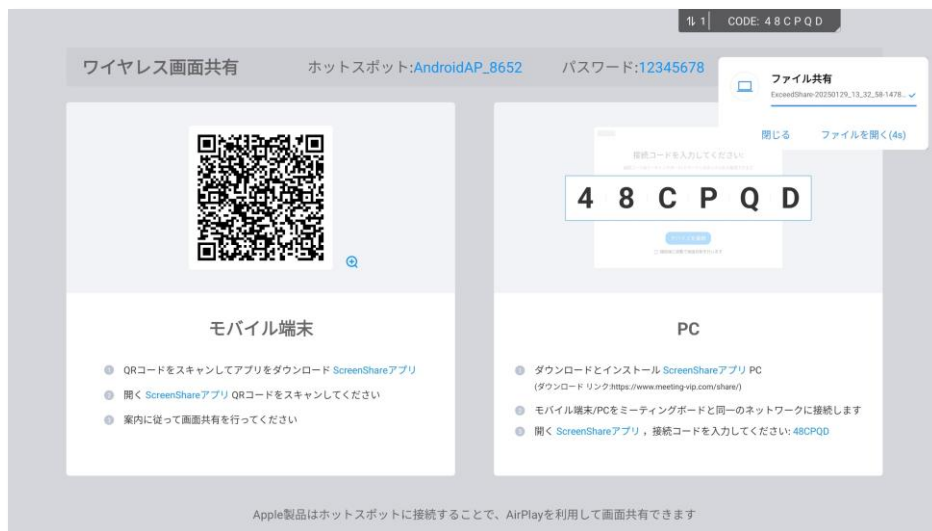 ⇅ 1 CODE: 48CPQD
ワイヤレス画面共有 ホットスポット:AndroidAP_8652 パスワード:12345678
ファイル共有
ExceedShare-20250129_13_32_58-1478...
閉じる ファイルを開く(4s)
接続コードを入力してください:
4 8 C P Q D
モバイル端末
1 QRコードをスキャンしてアプリをダウンロード ScreenShareアプリ
2 開く ScreenShareアプリ QRコードをスキャンしてください
3 案内に従って画面共有を行ってください
PC
1 ダウンロードとインストール ScreenShareアプリ PC
(ダウンロード リンク:https://www.meeting-vip.com/share/)
2 モバイル端末/PCをミーティングボードと同一のネットワークに接続します
3 開く ScreenShareアプリ ，接続コードを入力してください: 48CPQD
Apple製品はホットスポットに接続することで、AirPlayを利用して画面共有できます